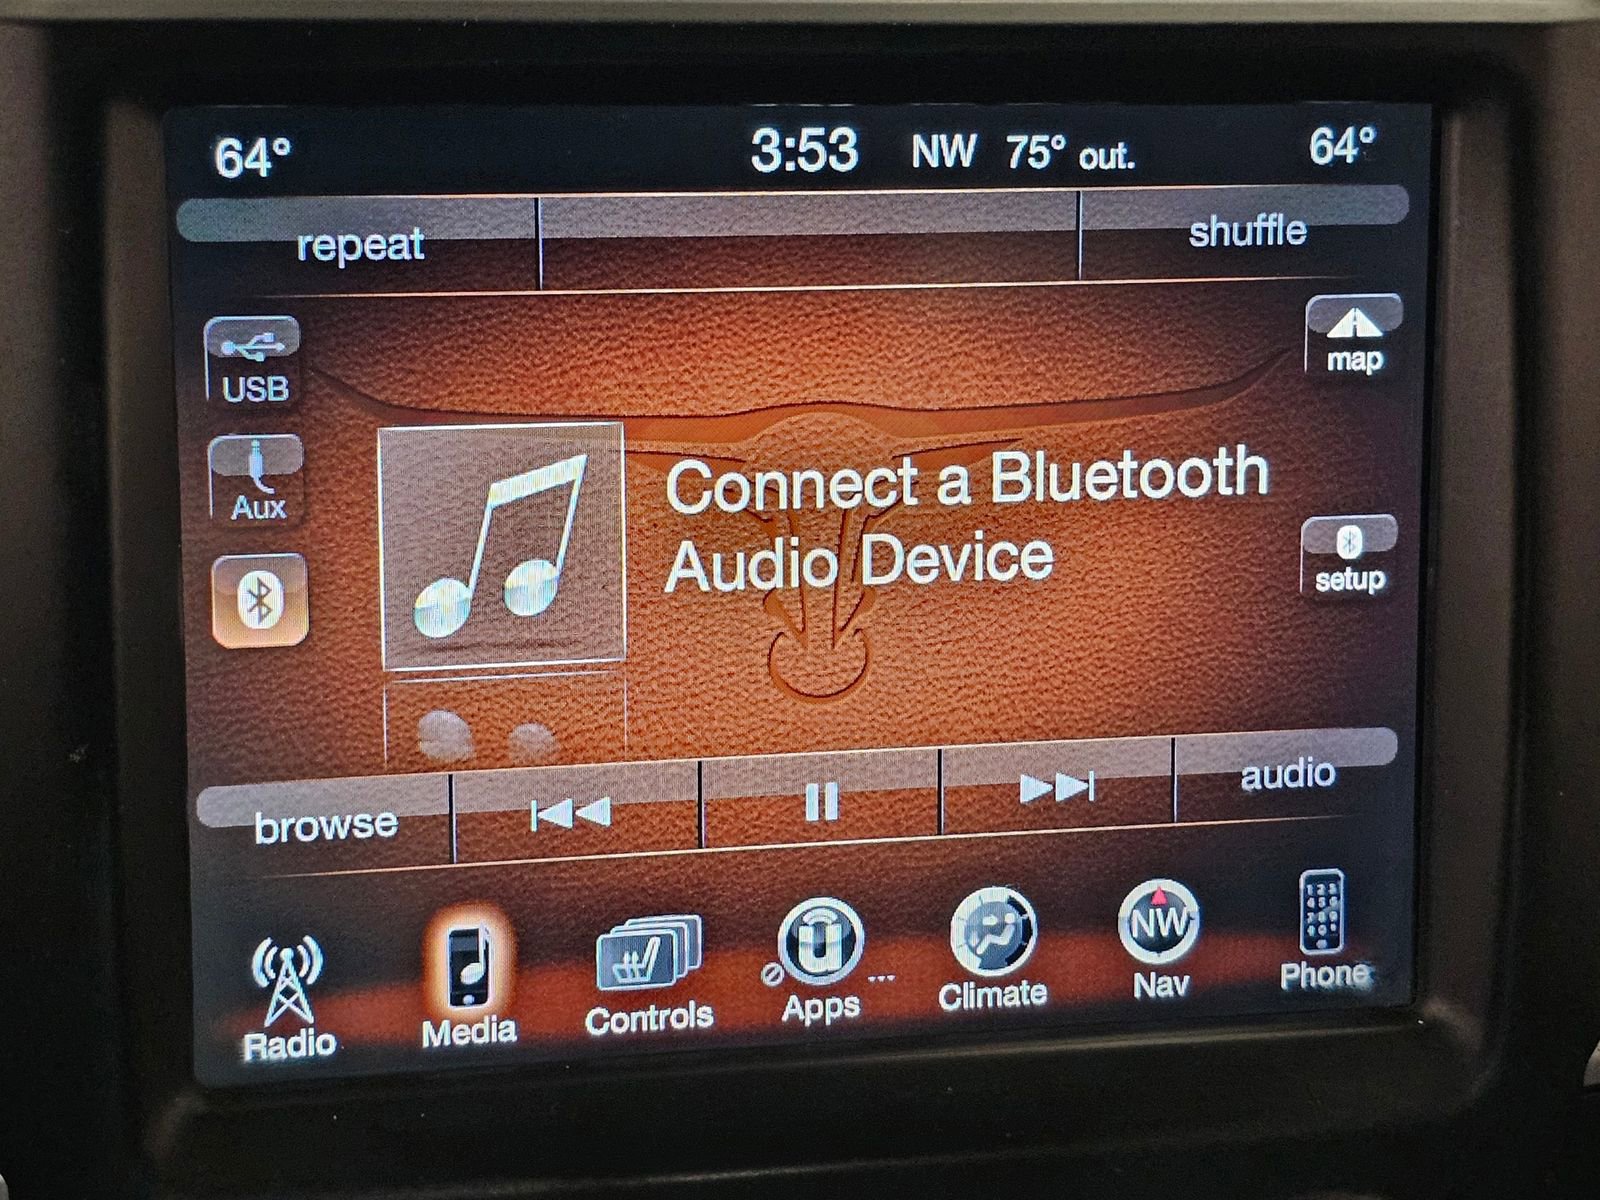 64°
3:53 NW 75° out.
64°
repeat
shuffle
USB
map
Aux
Connect a Bluetooth
Audio Device
setup
browse
audio
Radio
Media
Controls
u
Apps
...
Climate
NW
Nav
Phone